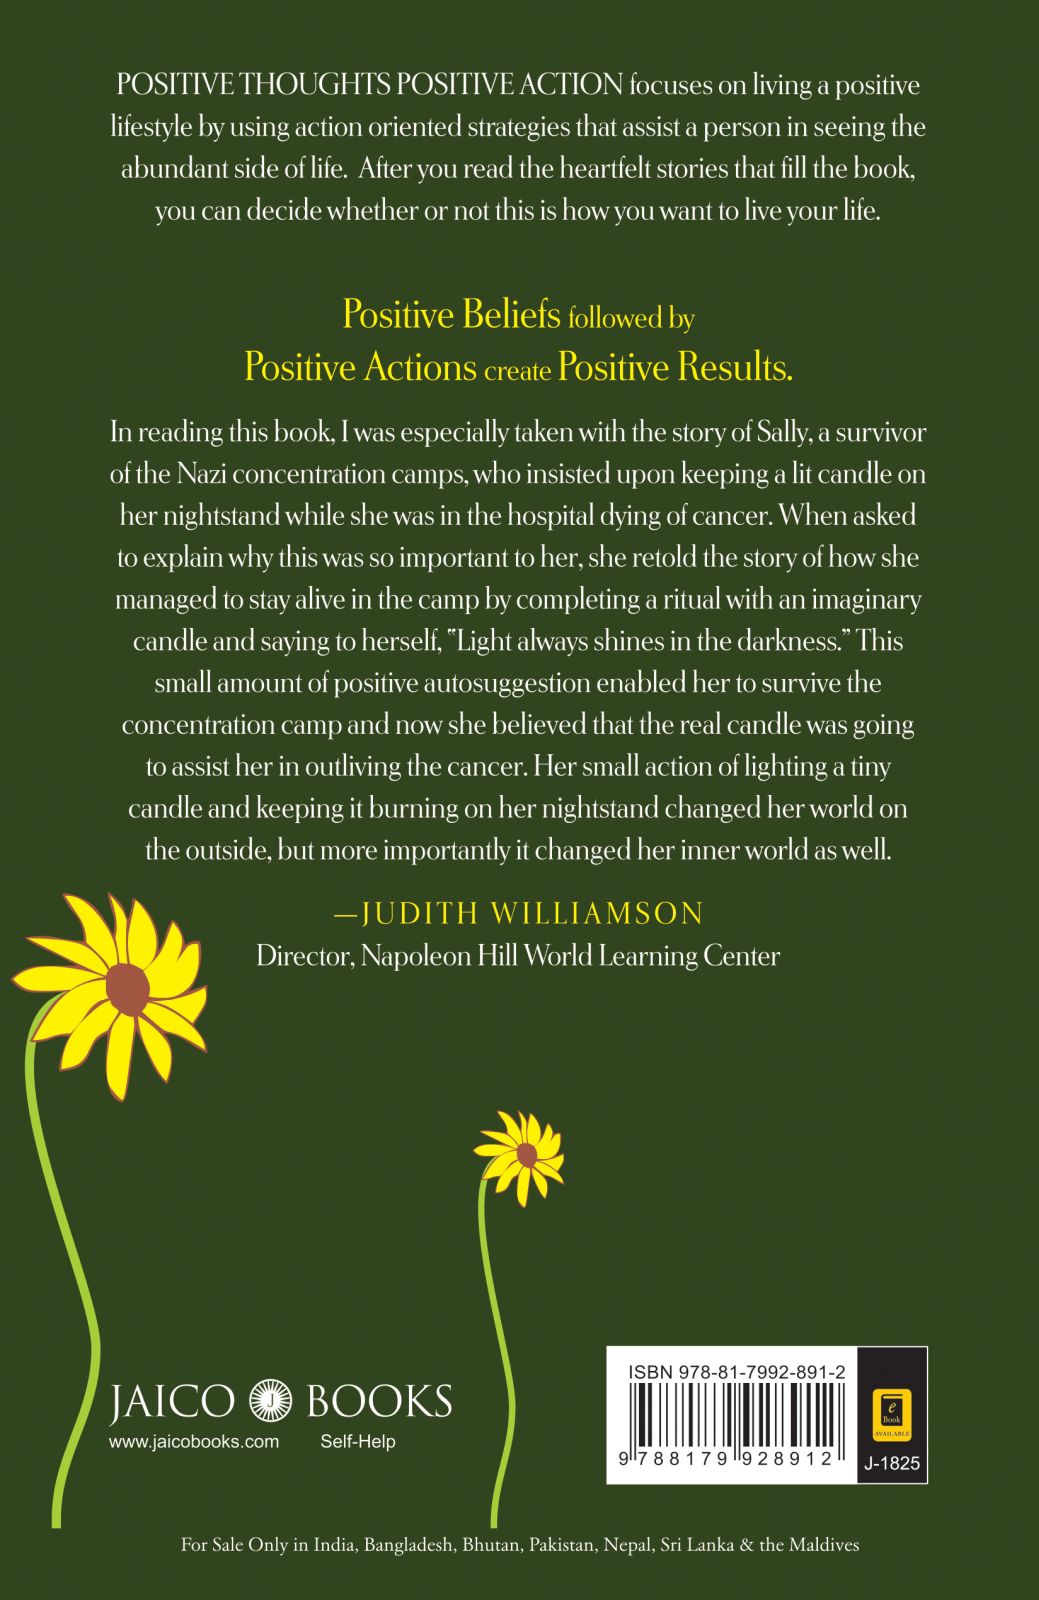 POSITIVE THOUGHTS POSITIVE ACTION focuses on living a positive
lifestyle by using action oriented strategies that assist a person in seeing the
abundant side of life. After you read the heartfelt stories that fill the book,
you can decide whether or not this is how you want to live your life.
Positive Beliefs followed by
Positive Actions create Positive Results.
In reading this book, I was especially taken with the story of Sally, a survivor
of the Nazi concentration camps, who insisted upon keeping a lit candle on
her nightstand while she was in the hospital dying of cancer. When asked
to explain why this was so important to her, she retold the story of how she
managed to stay alive in the camp by completing a ritual with an imaginary
candle and saying to herself, “Light always shines in the darkness.” This
small amount of positive autosuggestion enabled her to survive the
concentration camp and now she believed that the real candle was going
to assist her in outliving the cancer. Her small action of lighting a tiny
candle and keeping it burning on her nightstand changed her world on
the outside, but more importantly it changed her inner world as well.
—JUDITH WILLIAMSON
Director, Napoleon Hill World Learning Center
JAICO J BOOKS
www.jaicobooks.com Self-Help
ISBN 978-81-7992-891-2
9 788179 928912
e
Book
AVAILABLE
J-1825
For Sale Only in India, Bangladesh, Bhutan, Pakistan, Nepal, Sri Lanka & the Maldives